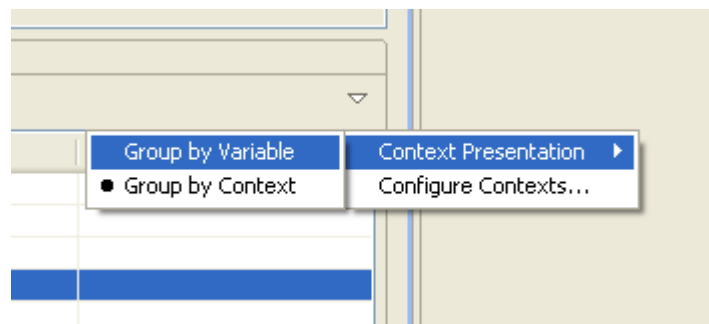 Group by Variable
Group by Context
Context Presentation
Configure Contexts...